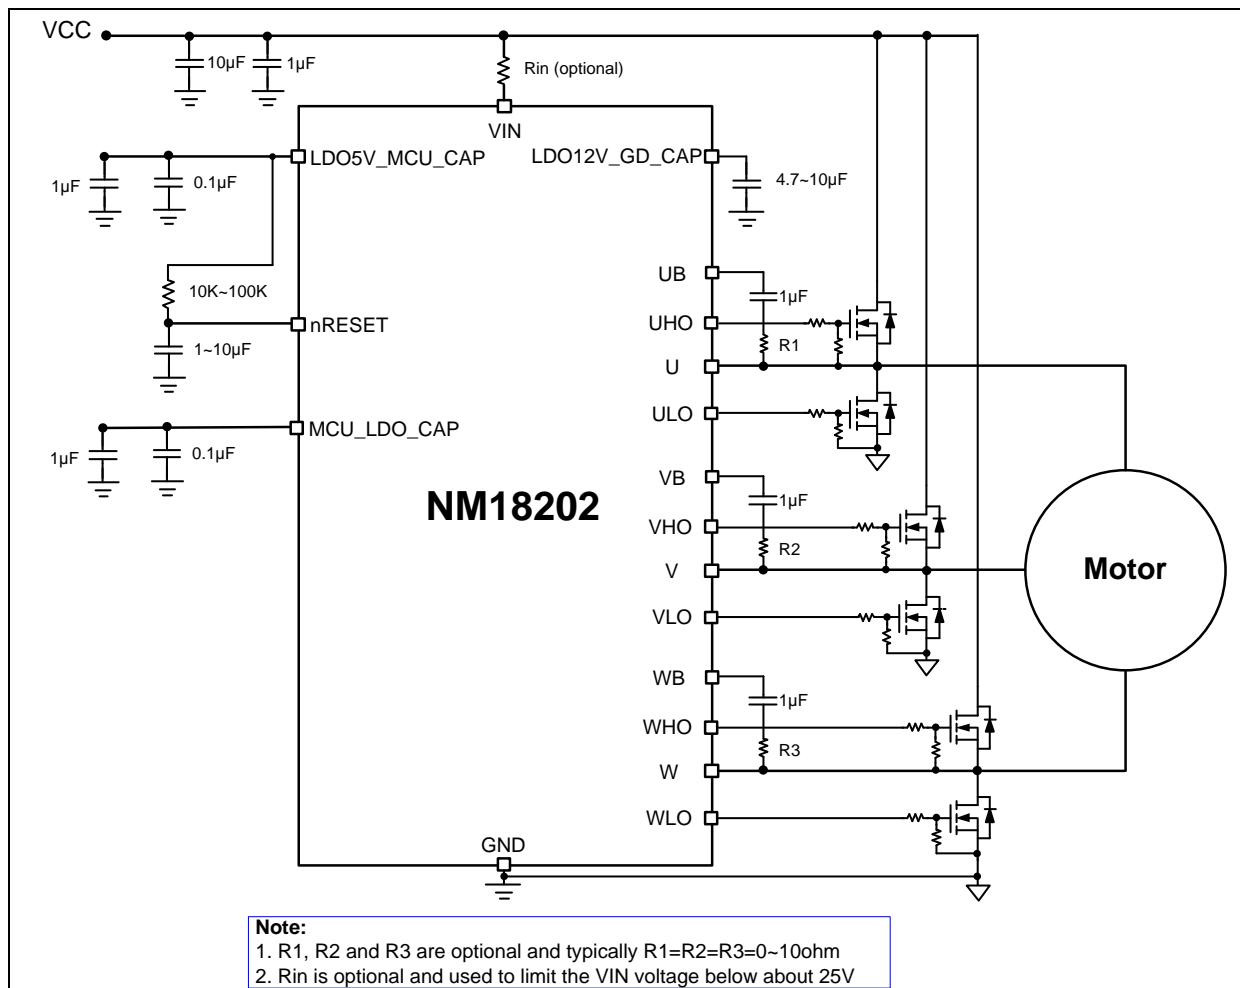 VCC
10µF
1µF
Rin (optional)
VIN
LDO5V_MCU_CAP
LDO12V_GD_CAP
1µF
0.1µF
4.7~10µF
10K~100K
nRESET
1~10µF
MCU_LDO_CAP
1µF
0.1µF
NM18202
UB
1µF
UHO
R1
U
ULO
VB
1µF
VHO
R2
V
VLO
Motor
WB
1µF
WHO
R3
W
WLO
GND
Note:
1. R1, R2 and R3 are optional and typically R1=R2=R3=0~10ohm
2. Rin is optional and used to limit the VIN voltage below about 25V